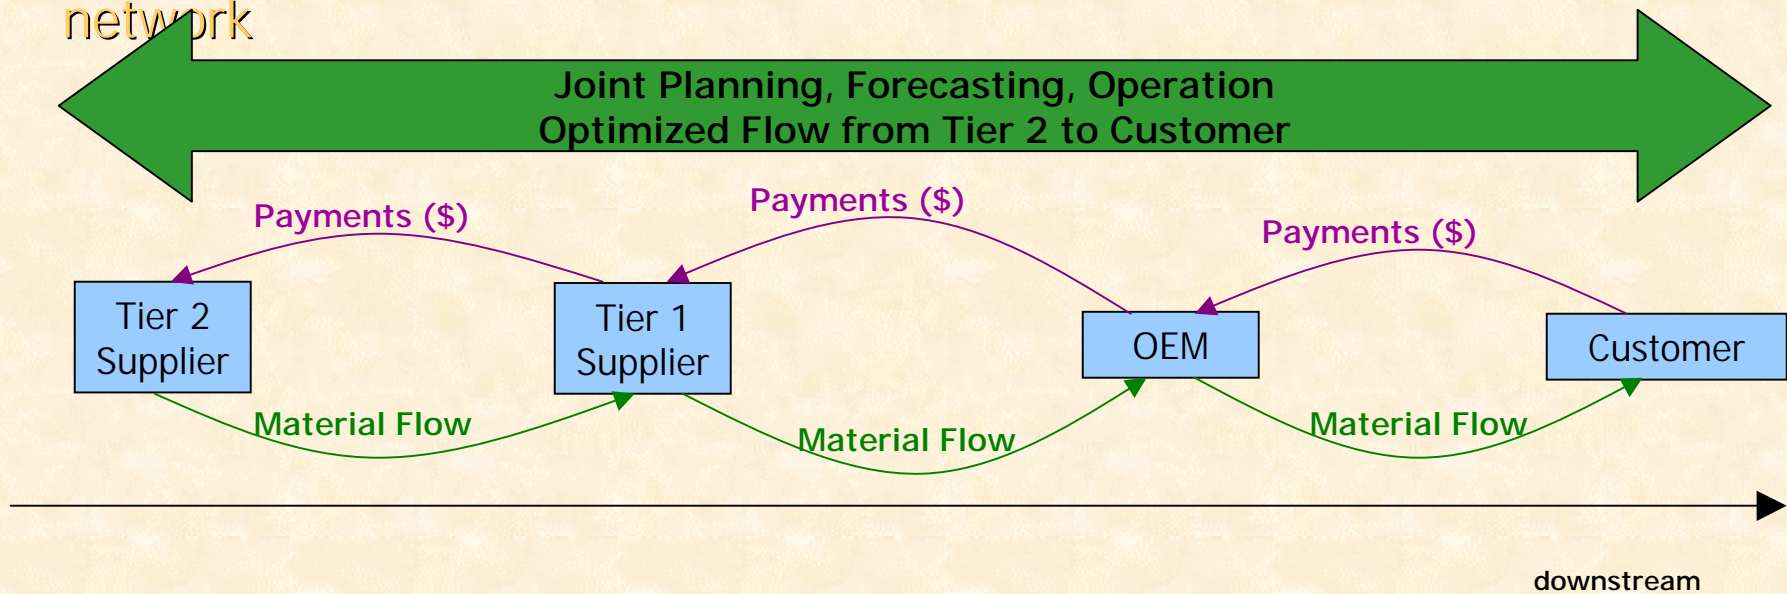 network
Joint Planning, Forecasting, Operation
Optimized Flow from Tier 2 to Customer
Payments ($)
Payments ($)
Payments ($)
Tier 2
Supplier
Tier 1
Supplier
OEM
Customer
Material Flow
Material Flow
Material Flow
downstream